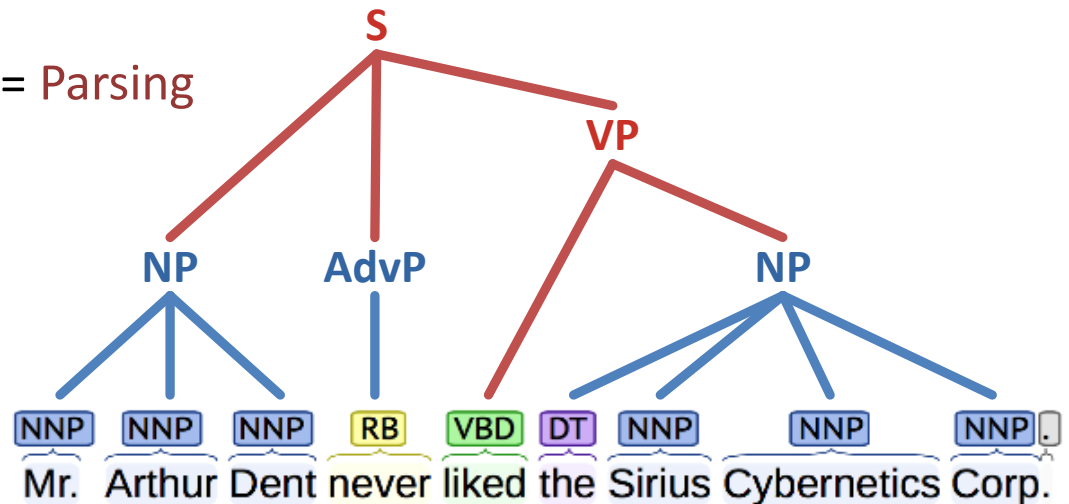 S
= Parsing
VP
NP AdvP NP
NNP NNP NNP RB VBD DT NNP NNP NNP .
Mr. Arthur Dent never liked the Sirius Cybernetics Corp.